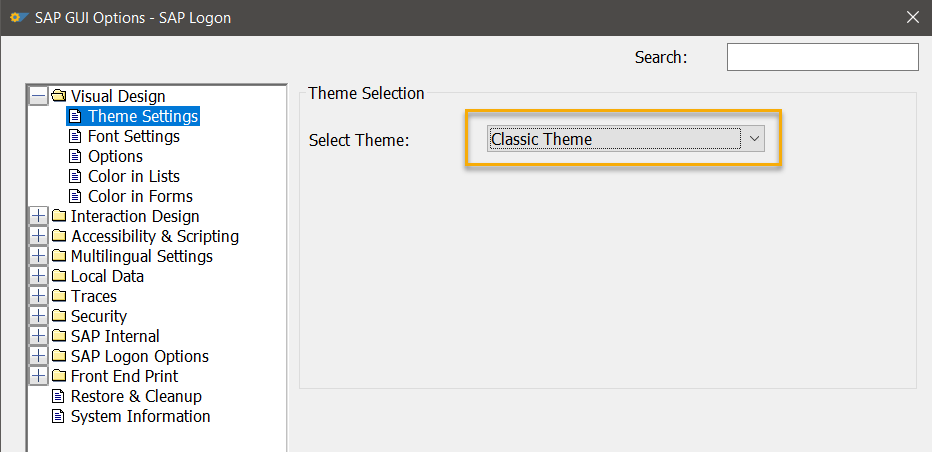 SAP GUI Options - SAP Logon
Search:
Visual Design
Theme Settings
Font Settings
Options
Color in Lists
Color in Forms
Interaction Design
Accessibility & Scripting
Multilingual Settings
Local Data
Traces
Security
SAP Internal
SAP Logon Options
Front End Print
Restore & Cleanup
System Information
Theme Selection
Select Theme:
Classic Theme